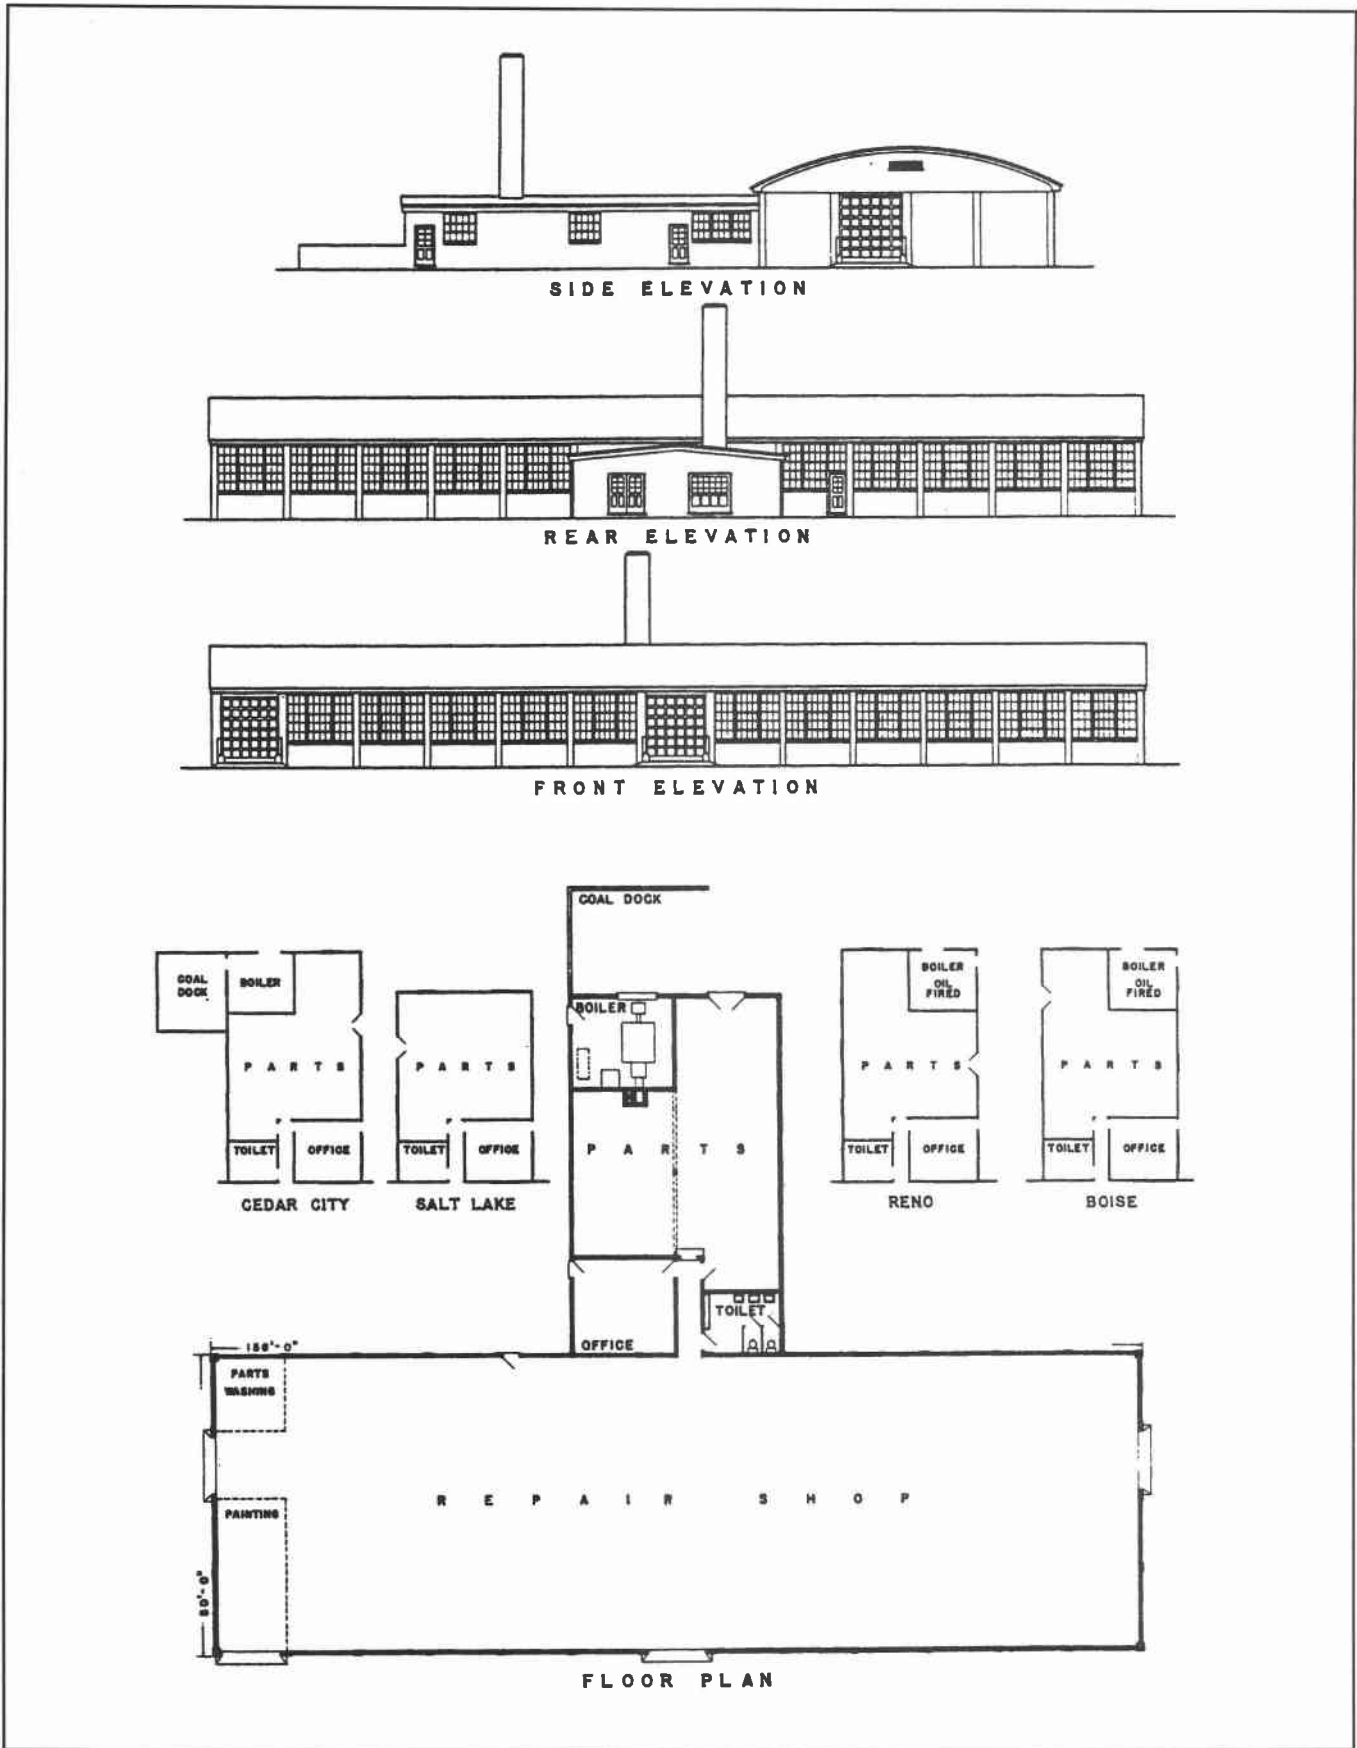 SIDE ELEVATION
REAR ELEVATION
FRONT ELEVATION
COAL DOCK
COAL
DOCK
BOILER
PARTS
TOILET
OFFICE
CEDAR CITY
PARTS
TOILET
OFFICE
SALT LAKE
BOILER
PARTS
TOILET
OFFICE
BOILER
OIL
FIRED
PARTS
TOILET
OFFICE
RENO
BOILER
OIL
FIRED
PARTS
TOILET
OFFICE
BOISE
PARTS
WASHING
REPAIR SHOP
PAINTING
FLOOR PLAN